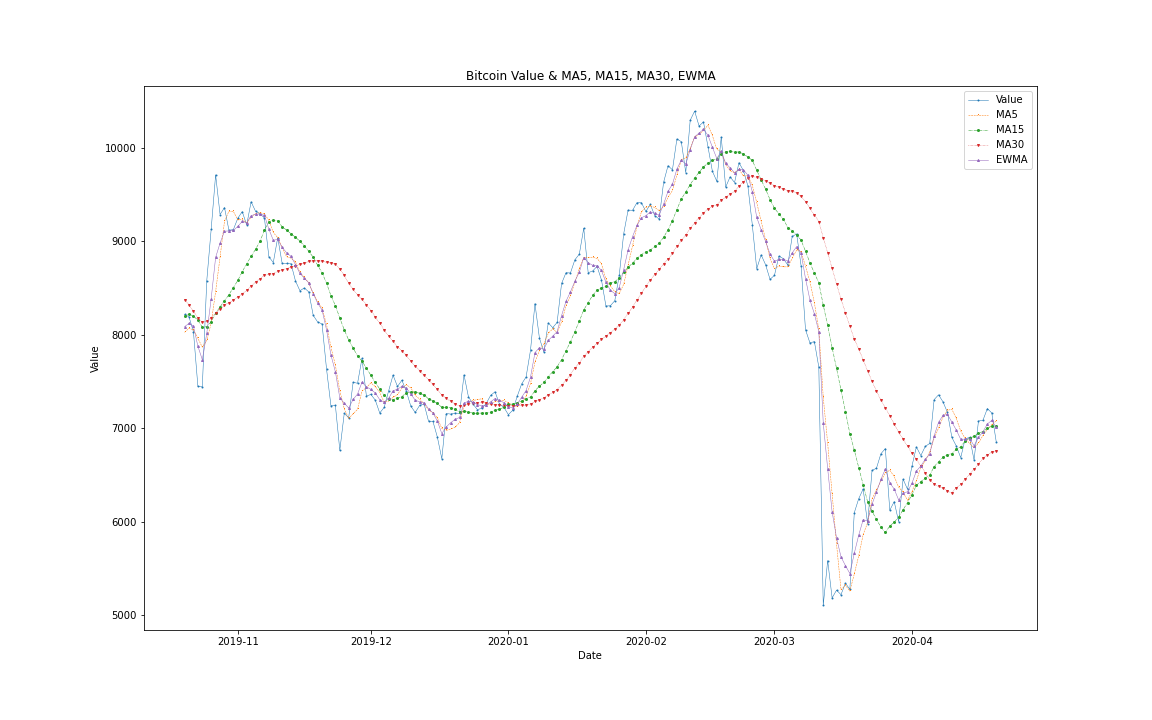 Bitcoin Value & MA5, MA15, MA30, EWMA
Value
MA5
MA15
MA30
EWMA
10000
9000
8000
7000
6000
5000
Value
2019-11
2019-12
2020-01
2020-02
2020-03
2020-04
Date